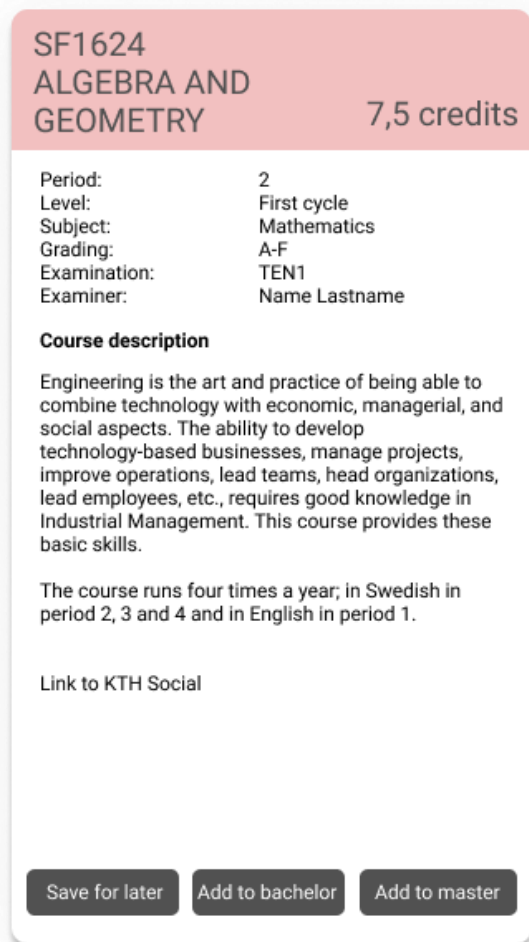 SF1624
ALGEBRA AND
GEOMETRY
7,5 credits
Period: 2
Level: First cycle
Subject: Mathematics
Grading: A-F
Examination: TEN1
Examiner: Name Lastname
Course description
Engineering is the art and practice of being able to
combine technology with economic, managerial, and
social aspects. The ability to develop
technology-based businesses, manage projects,
improve operations, lead teams, head organizations,
lead employees, etc., requires good knowledge in
Industrial Management. This course provides these
basic skills.
The course runs four times a year; in Swedish in
period 2, 3 and 4 and in English in period 1.
Link to KTH Social
Save for later Add to bachelor Add to master